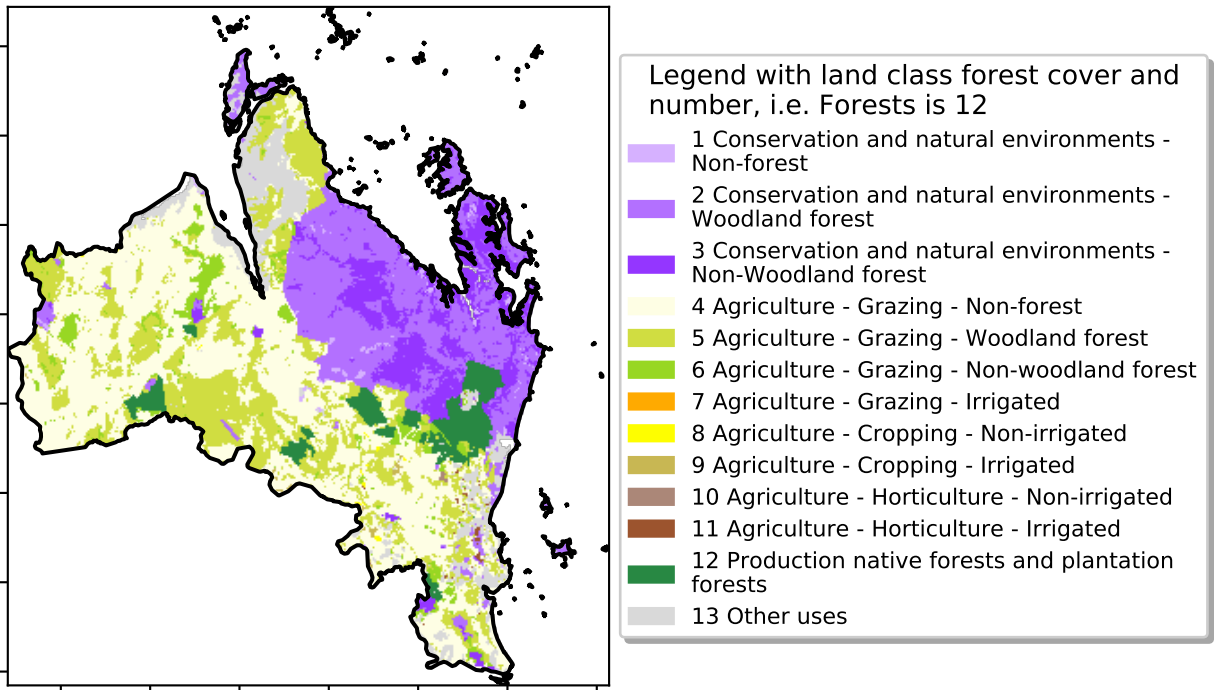 Legend with land class forest cover and
number, i.e. Forests is 12
1 Conservation and natural environments -
Non-forest
2 Conservation and natural environments -
Woodland forest
3 Conservation and natural environments -
Non-Woodland forest
4 Agriculture - Grazing - Non-forest
5 Agriculture - Grazing - Woodland forest
6 Agriculture - Grazing - Non-woodland forest
7 Agriculture - Grazing - Irrigated
8 Agriculture - Cropping - Non-irrigated
9 Agriculture - Cropping - Irrigated
10 Agriculture - Horticulture - Non-irrigated
11 Agriculture - Horticulture - Irrigated
12 Production native forests and plantation
forests
13 Other uses